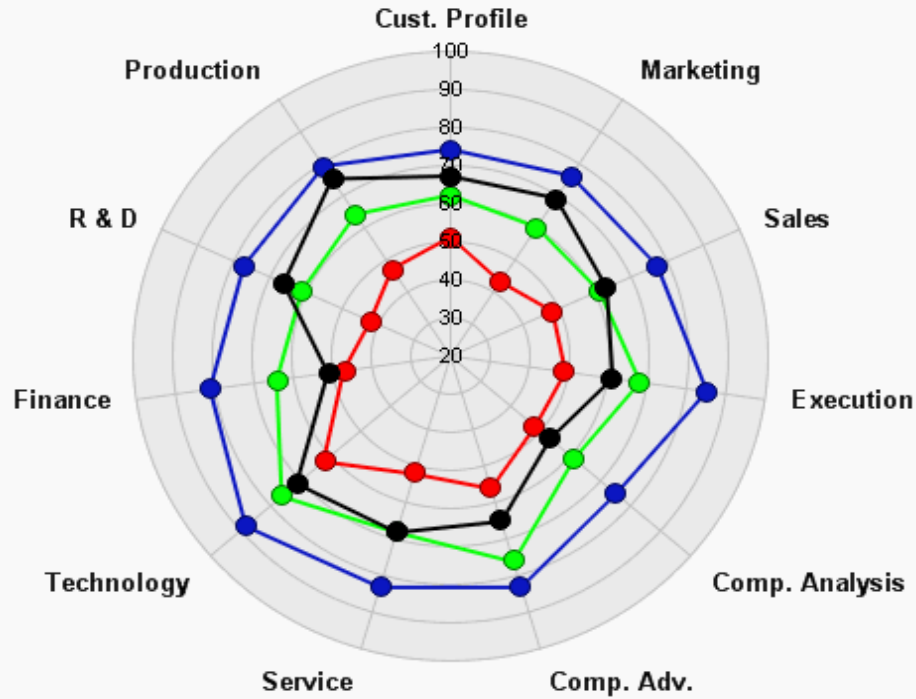 Cust. Profile
100
Production
Marketing
90
80
70
R & D
60
Sales
50
40
30
20
Finance
Execution
Technology
Comp. Analysis
Service
Comp. Adv.